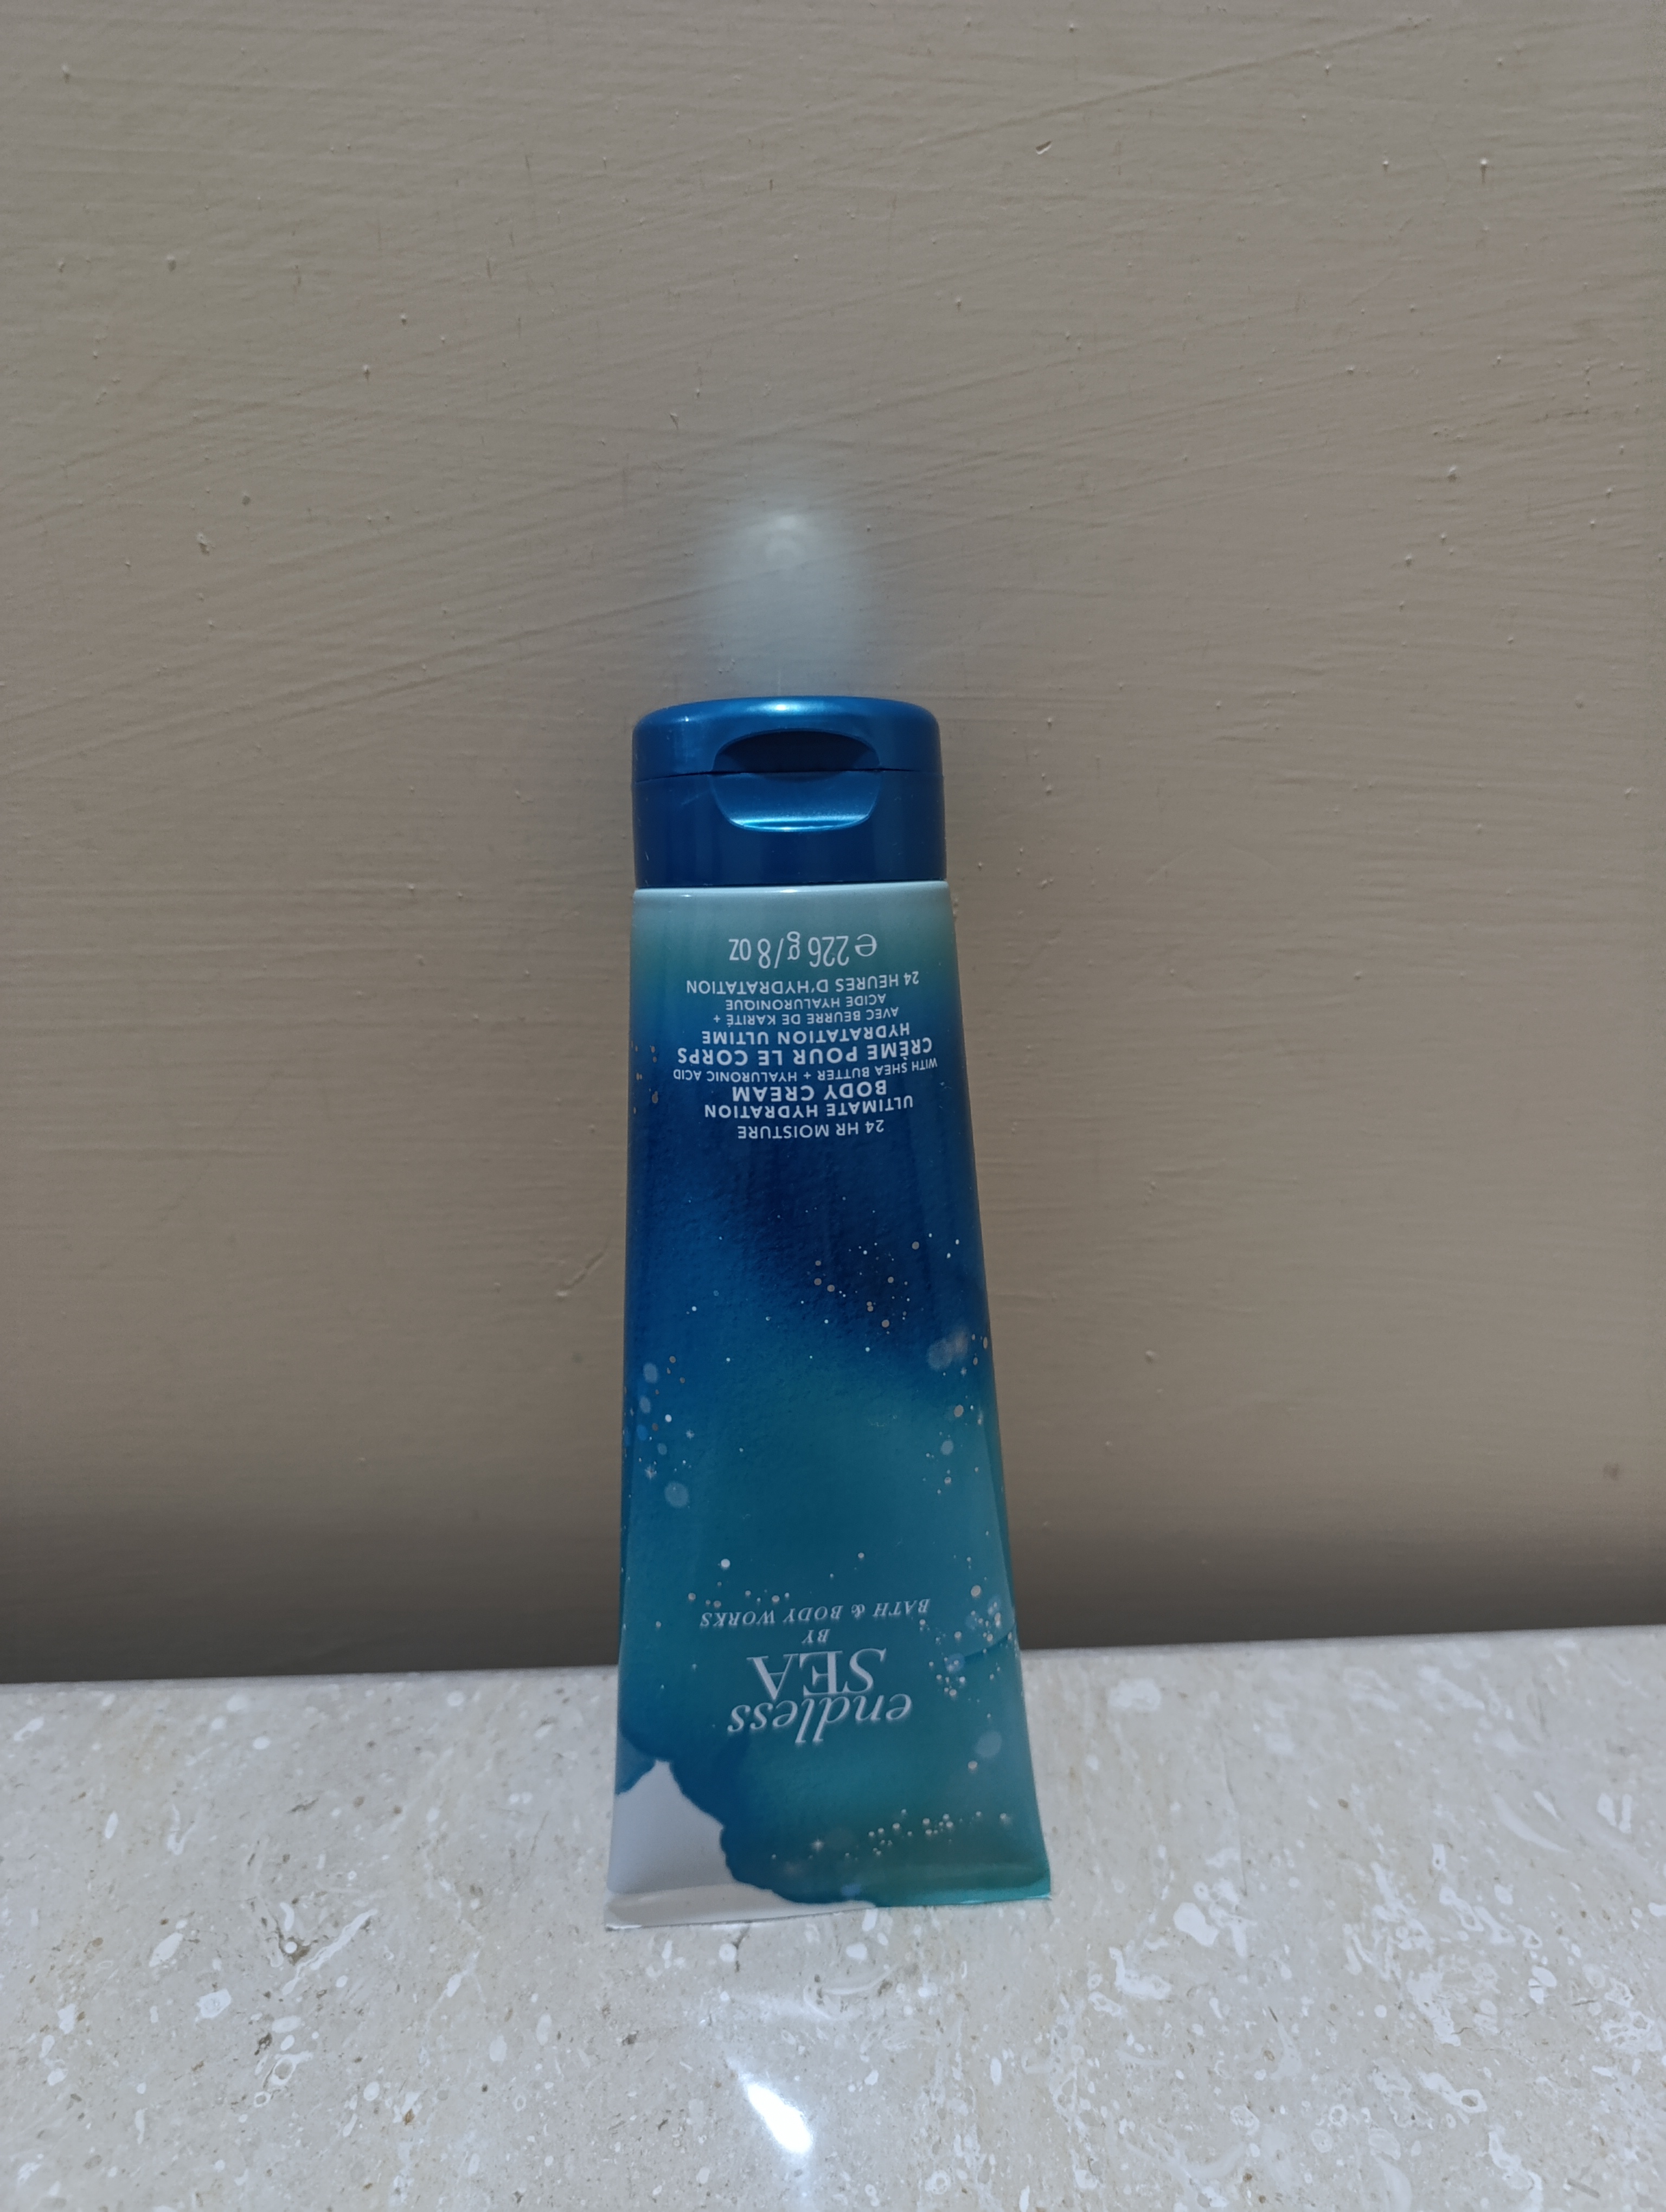 endless
SEA
BY
BATH & BODY WORKS
24 HR MOISTURE
ULTIMATE HYDRATION
BODY CREAM
WITH SHEA BUTTER + HYALURONIC ACID
CRÈME POUR LE CORPS
HYDRATATION ULTIME
AVEC BEURRE DE KARITÉ +
ACIDE HYALURONIQUE
24 HEURES D'HYDRATATION
℮ 226 g / 8 OZ